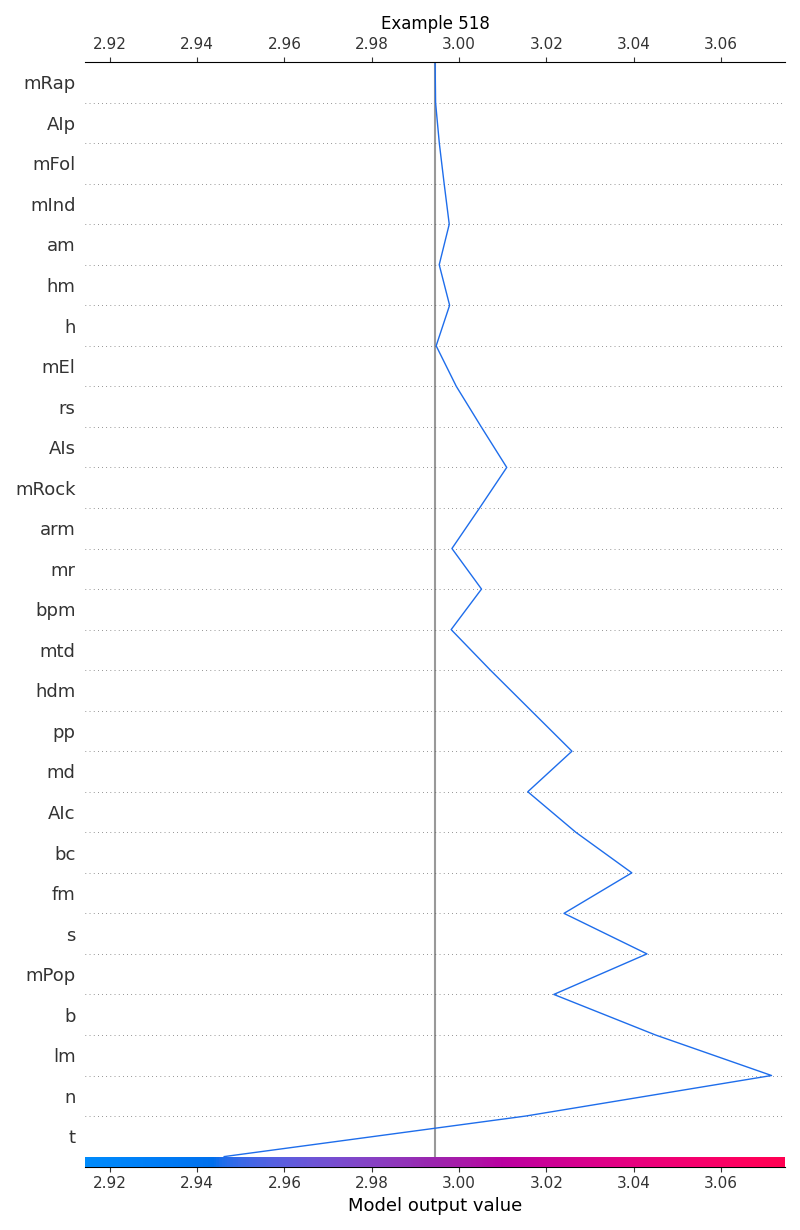 Example 518
2.92 2.94 2.96 2.98 3.00 3.02 3.04 3.06
mRap
AIp
mFol
mInd
am
hm
h
mEl
rs
AIs
mRock
arm
mr
bpm
mtd
hdm
pp
md
AIc
bc
fm
s
mPop
b
lm
n
t
2.92 2.94 2.96 2.98 3.00 3.02 3.04 3.06
Model output value